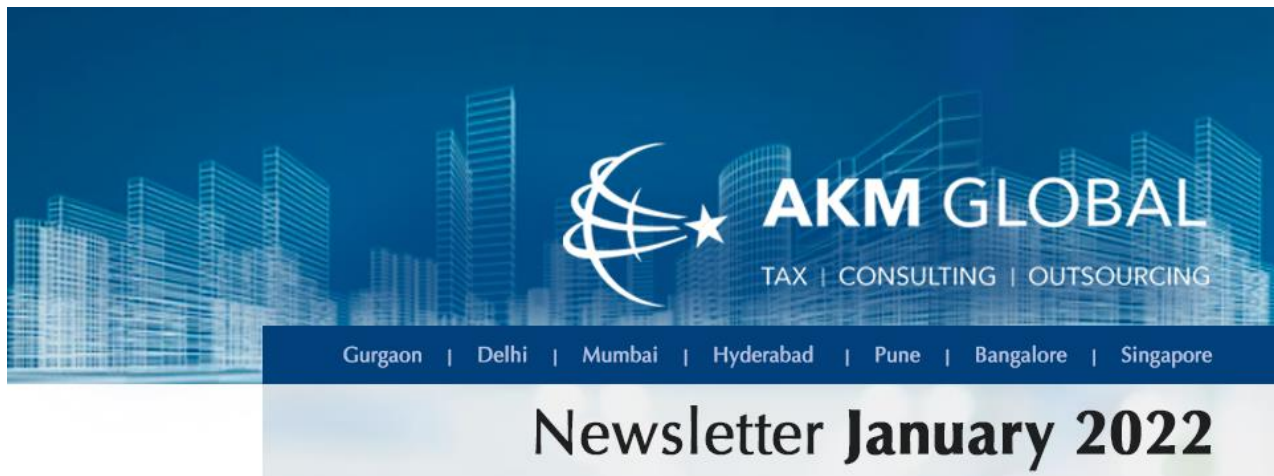 AKM GLOBAL
TAX | CONSULTING | OUTSOURCING
Gurgaon | Delhi | Mumbai | Hyderabad | Pune | Bangalore | Singapore
Newsletter January 2022